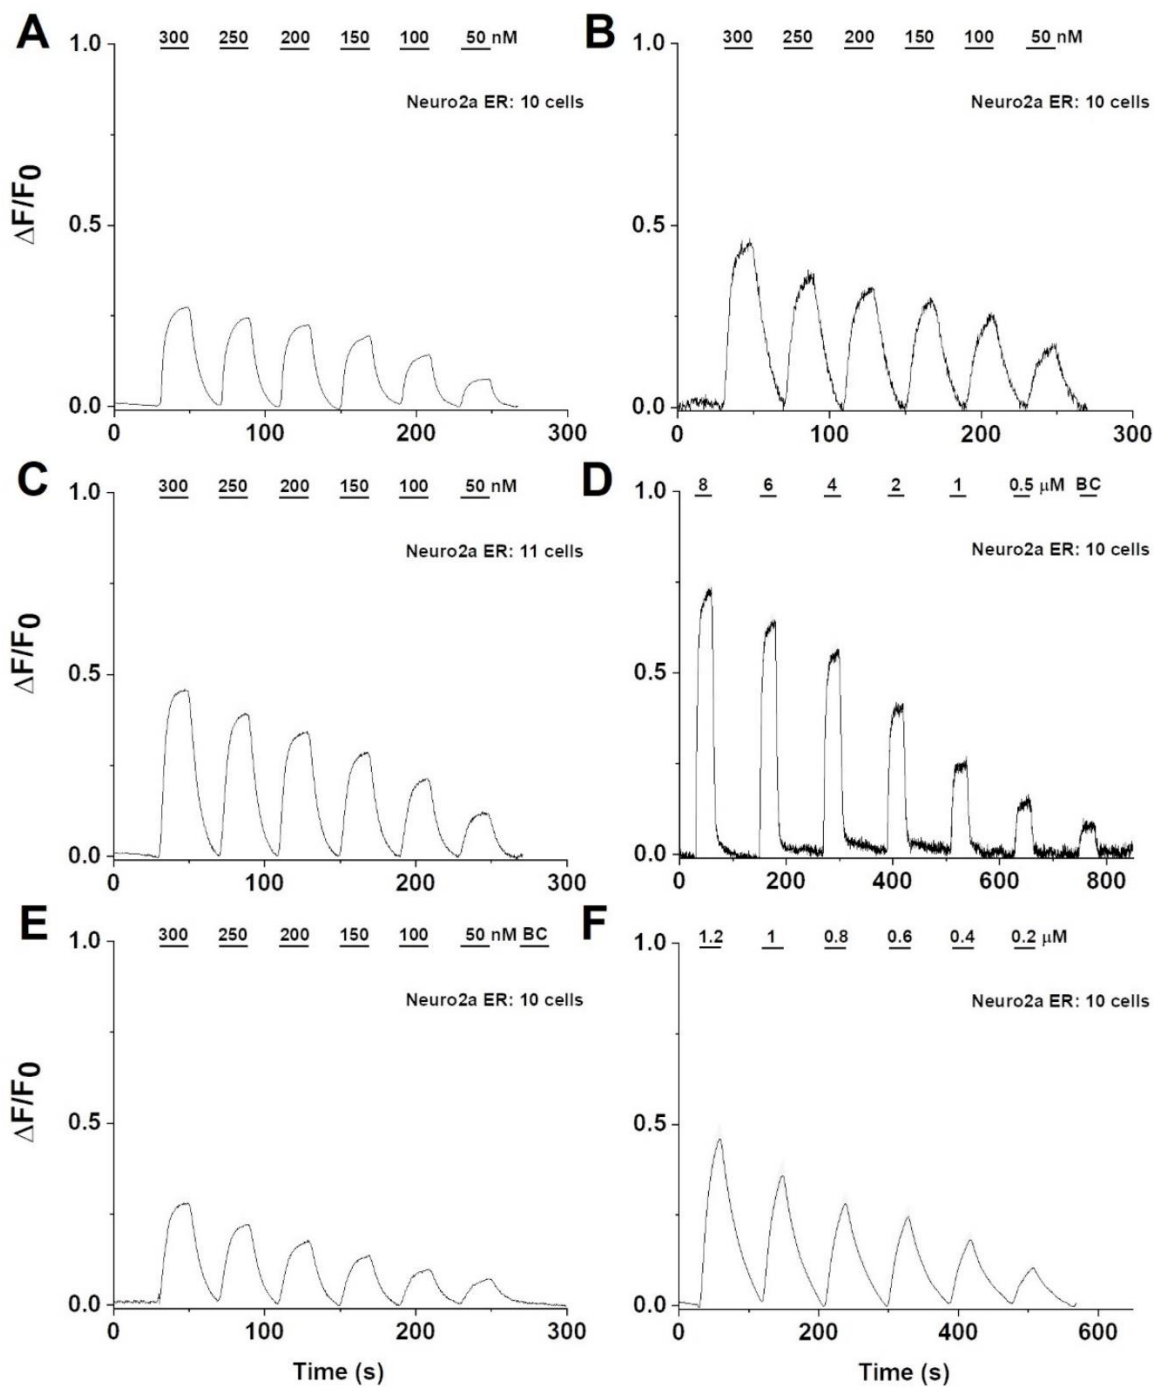 A
300 250 200 150 100 50 nM
Neuro2a ER: 10 cells
ΔF/F0
1.0
0.5
0.0
0 100 200 300
B
300 250 200 150 100 50 nM
Neuro2a ER: 10 cells
1.0
0.5
0.0
0 100 200 300
C
300 250 200 150 100 50 nM
Neuro2a ER: 11 cells
ΔF/F0
1.0
0.5
0.0
0 100 200 300
D
8 6 4 2 1 0.5 μM BC
Neuro2a ER: 10 cells
1.0
0.5
0.0
0 200 400 600 800
E
300 250 200 150 100 50 nM BC
Neuro2a ER: 10 cells
ΔF/F0
1.0
0.5
0.0
0 100 200 300
Time (s)
F
1.2 1 0.8 0.6 0.4 0.2 μM
Neuro2a ER: 10 cells
1.0
0.5
0.0
0 200 400 600
Time (s)